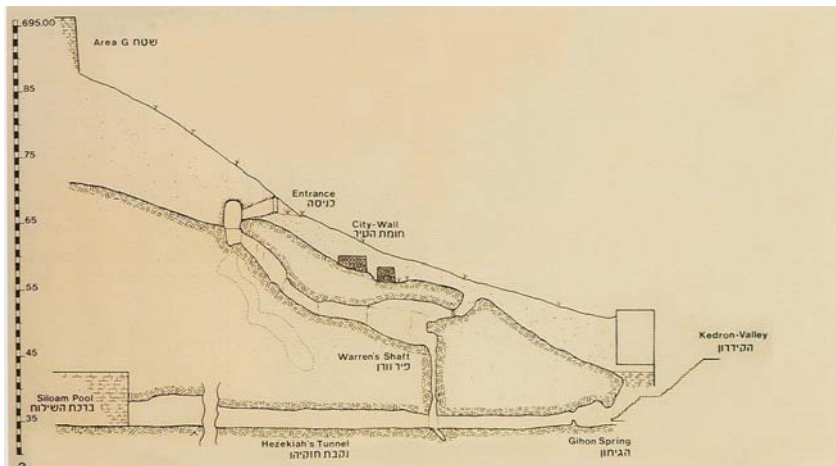 695.00
Area G שטח G
.85
.75
Entrance
כניסה
City-Wall
חומת העיר
.65
.55
Kedron-Valley
הקידרון
.45
Warren's Shaft
פיר וורן
Siloam Pool
ברכת השילוח
.35
Hezekiah's Tunnel
נקבת חזקיהו
Gihon Spring
הגיחון